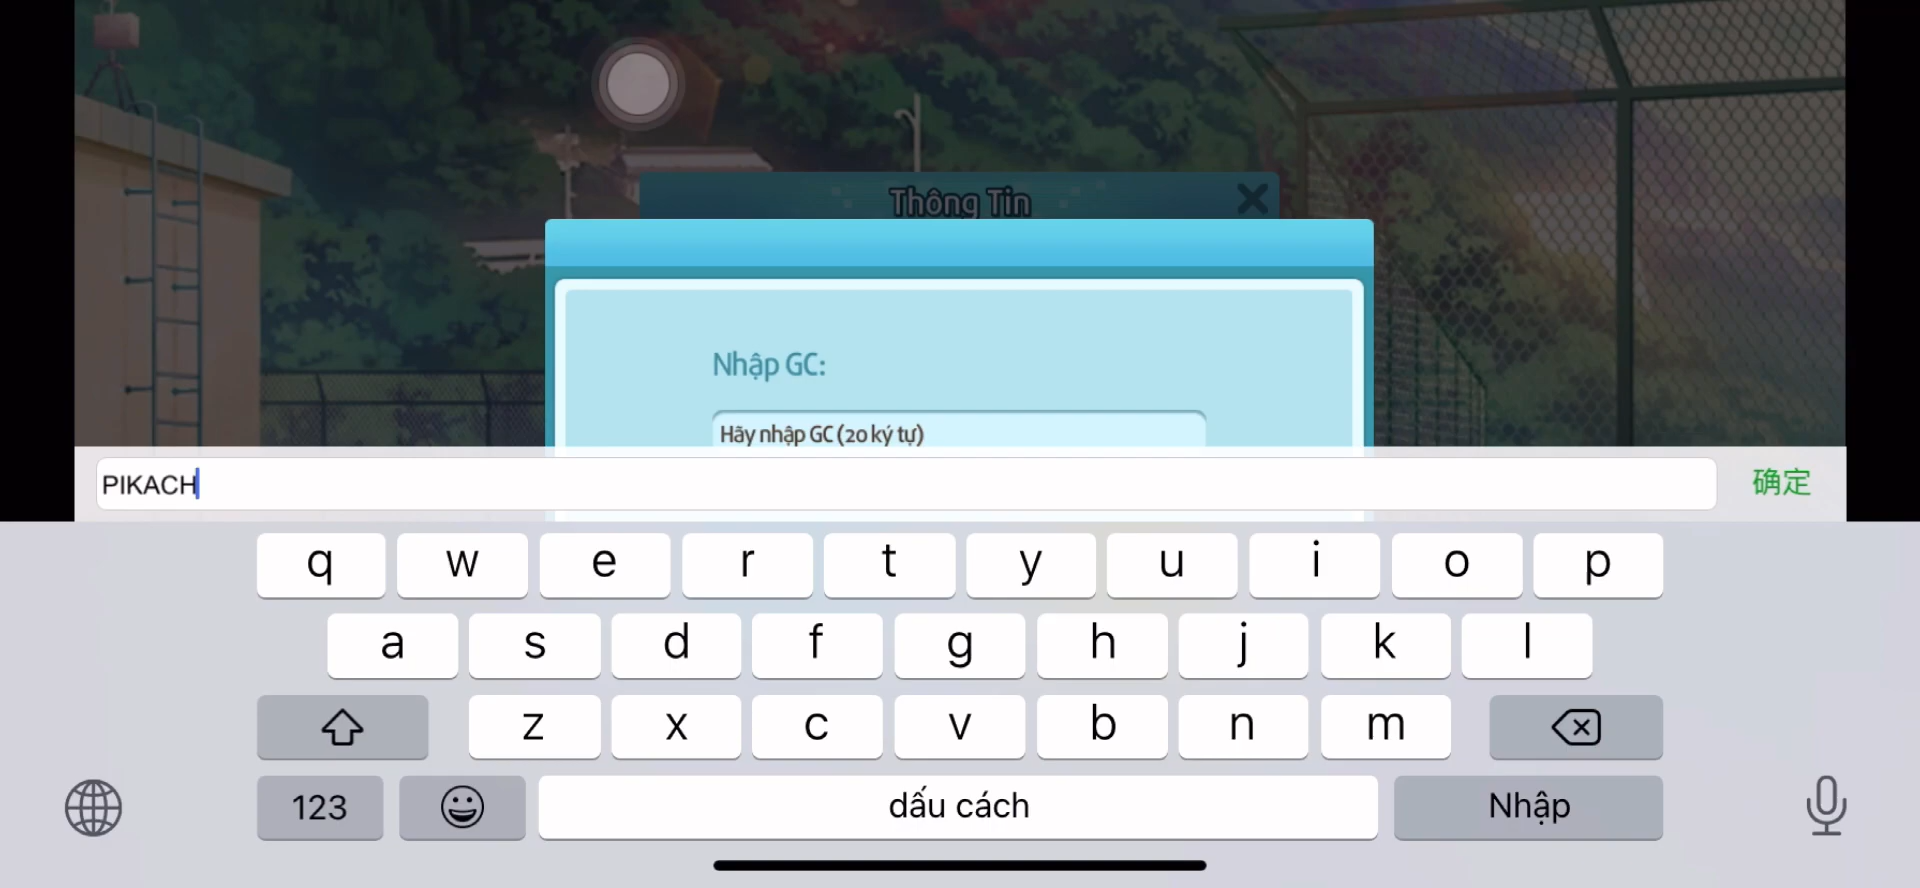 Thông Tin
Nhập GC:
Hãy nhập GC (20 ký tự)
PIKACH
确定
q w e r t y u i o p
a s d f g h j k l
z x c v b n m
123 dấu cách Nhập